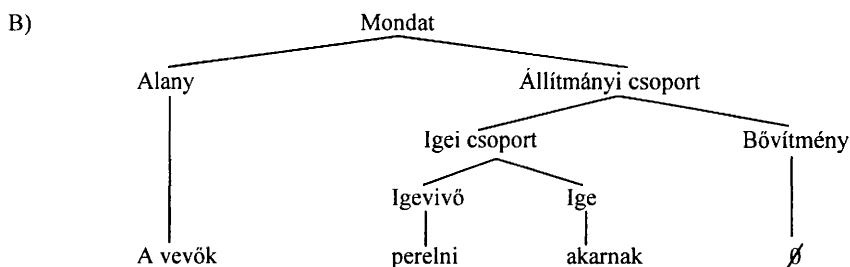 B) Mondat
Alany Állítmányi csoport
Igei csoport Bővítmény
Igevivő Ige
A vevők perelni akarnak ∅